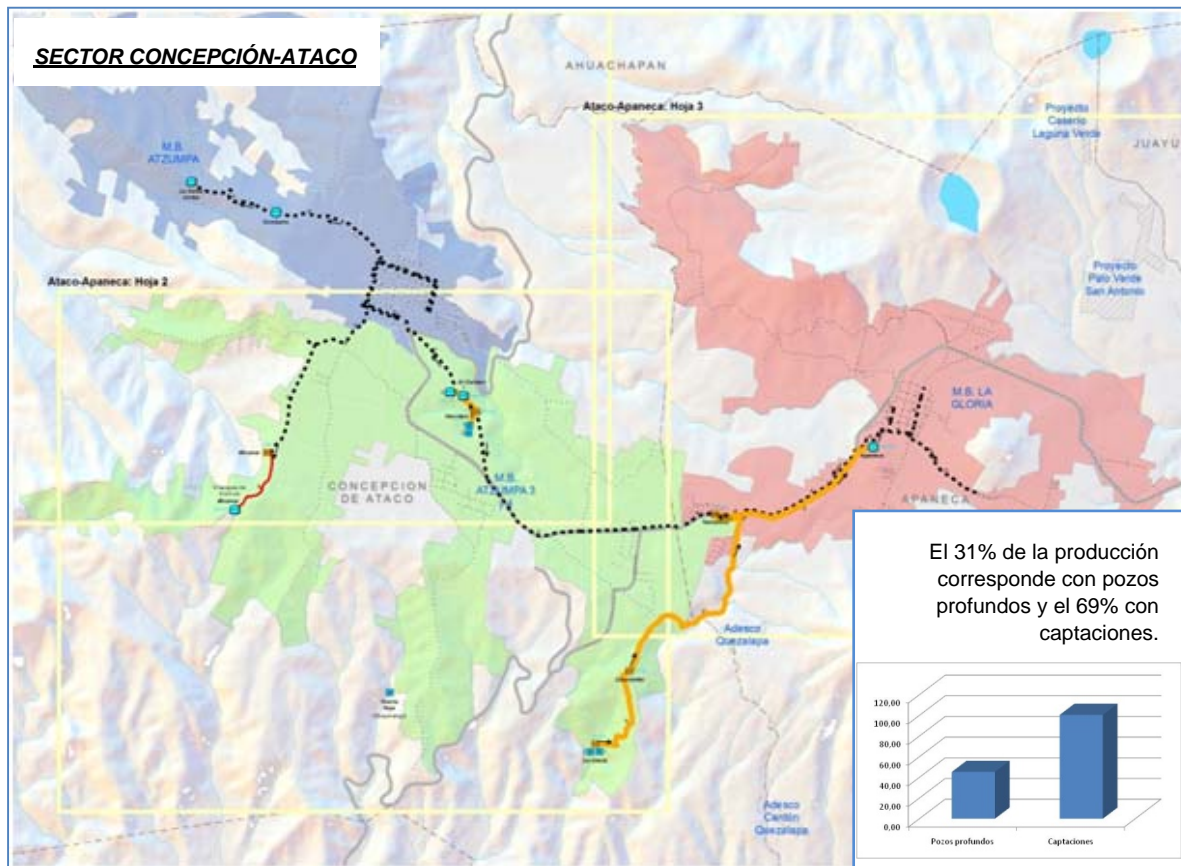 SECTOR CONCEPCIÓN-ATACO
AHUACHAPAN
Ataco-Apaneca: Hoja 3
Proyecto
Caserío
Laguna Verde
JUAYU
M.B.
ATZUMPA
Proyecto
Palo Verde
San Antonio
Ataco-Apaneca: Hoja 2
M.B. LA
GLORIA
CONCEPCION
DE ATACO
M.B.
ATZUMPA 3
APANECA
Adesco
Quezalapa
Adesco
Cantón
Quezalapa
El 31% de la producción
corresponde con pozos
profundos y el 69% con
captaciones.
120,00
100,00
80,00
60,00
40,00
20,00
0,00
Pozos profundos
Captaciones